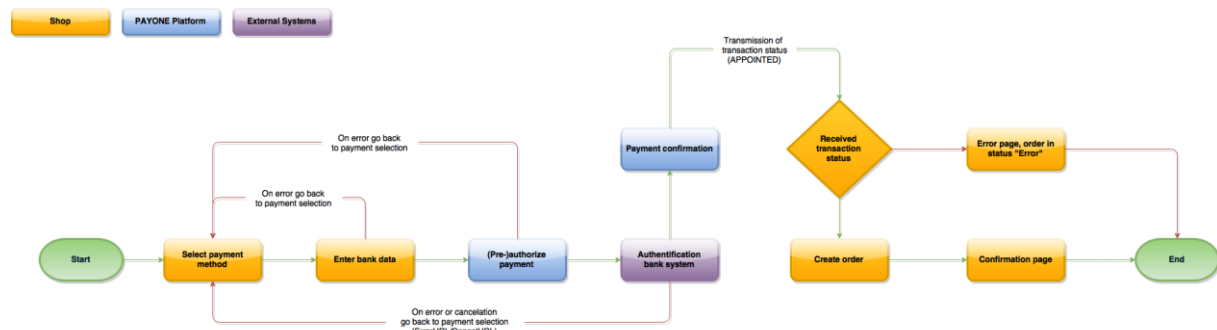 Shop
PAYONE Platform
External Systems
Transmission of
transaction status
(APPOINTED)
On error go back
to payment selection
Payment confirmation
Received
transaction
status
Error page, order in
status "Error"
On error go back
to payment selection
Start
Select payment
method
Enter bank data
(Pre-)authorize
payment
Authentification
bank system
Create order
Confirmation page
End
On error or cancelation
go back to payment selection